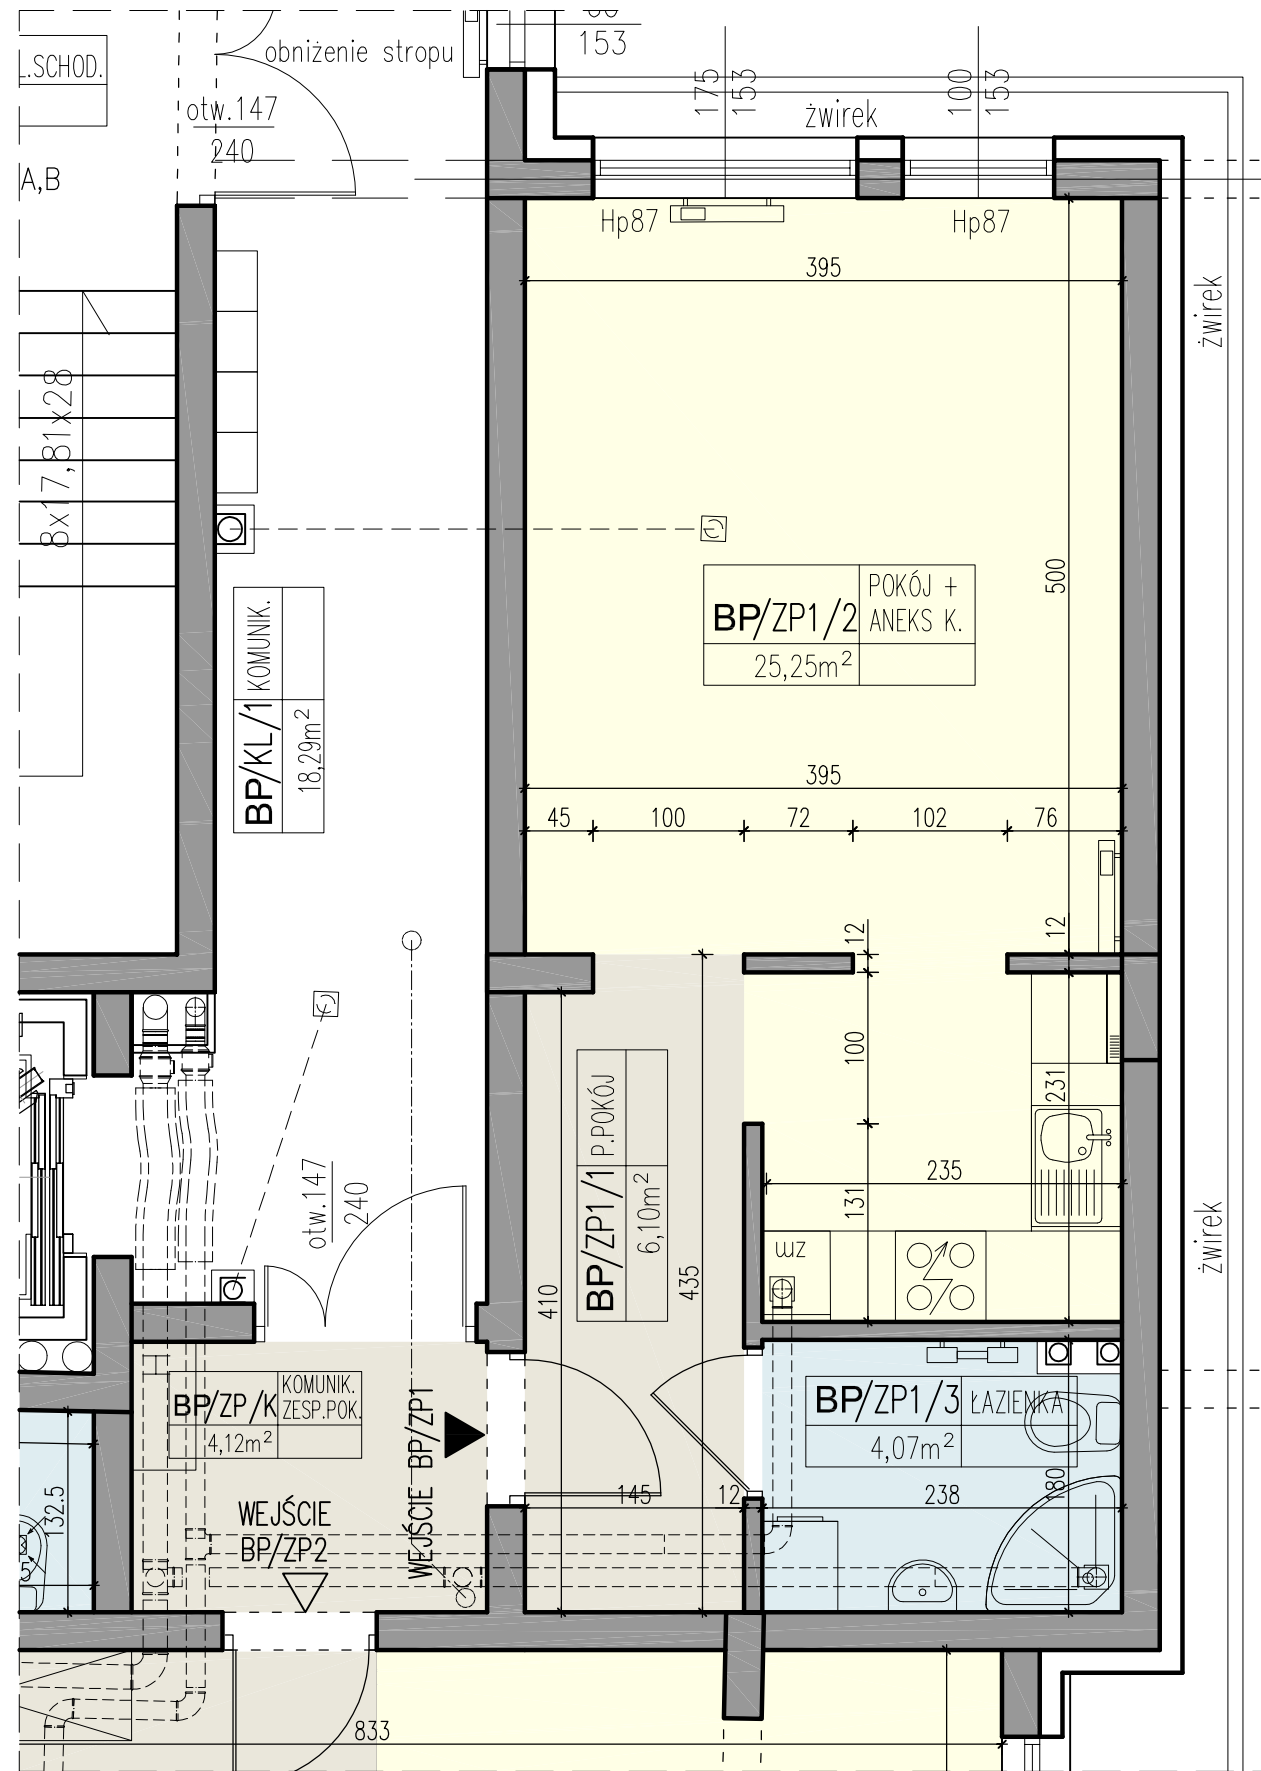 153
L.SCHOD.
obniżenie stropu
otw.147
240
A,B
175
153
100
153
żwirek
Hp87
Hp87
395
żwirek
8x17,81x28
500
POKÓJ +
BP/ZP1/2
ANEKS K.
25,25m²
BP/KL/1
KOMUNIK.
18,29m²
395
45
100
72
102
76
12
12
100
231
BP/ZP1/1
P.POKÓJ
6,10m²
otw.147
240
235
131
żwirek
410
435
BP/ZP/K
KOMUNIK.
ZESP.POK.
4,12m²
WEJŚCIE BP/ZP1
BP/ZP1/3
ŁAZIENKA
4,07m²
180
132.5
145
12
238
WEJŚCIE
BP/ZP2
5
833